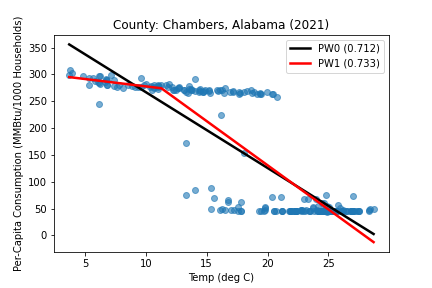 County: Chambers, Alabama (2021)
Per-Capita Consumption (MMBtu/1000 Households)
350
300
250
200
150
100
50
0
PW0 (0.712)
PW1 (0.733)
5 10 15 20 25
Temp (deg C)